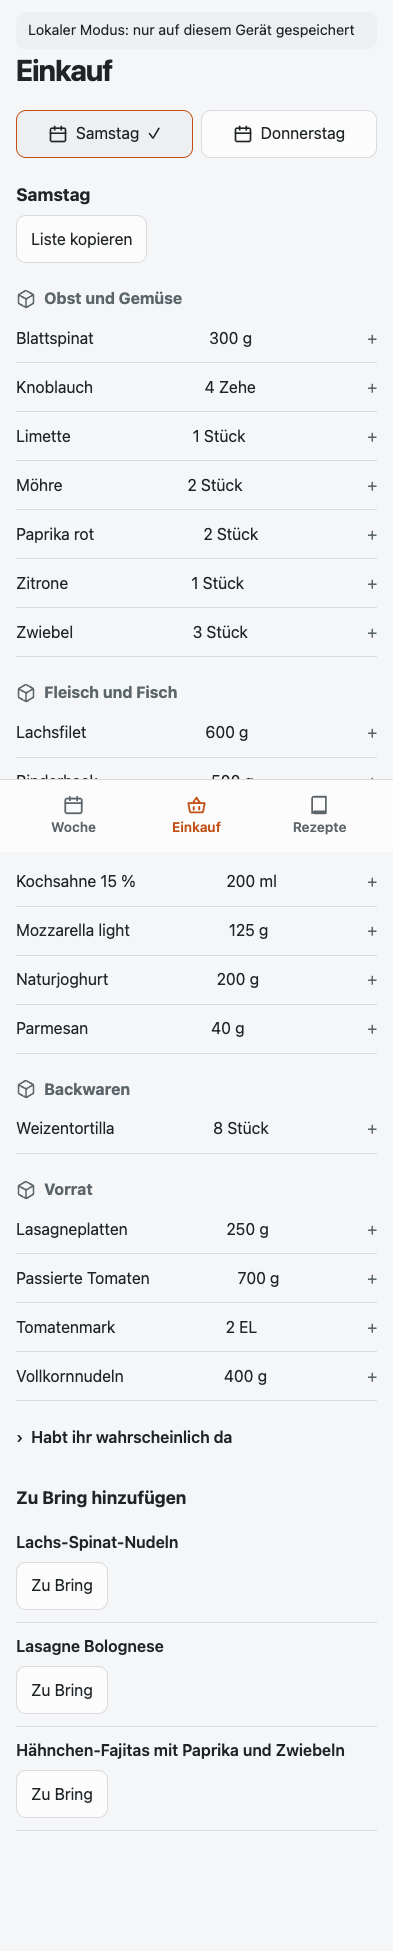 Lokaler Modus: nur auf diesem Gerät gespeichert
Einkauf
Samstag ✓
Donnerstag
Samstag
Liste kopieren
Obst und Gemüse
Blattspinat 300 g +
Knoblauch 4 Zehe +
Limette 1 Stück +
Möhre 2 Stück +
Paprika rot 2 Stück +
Zitrone 1 Stück +
Zwiebel 3 Stück +
Fleisch und Fisch
Lachsfilet 600 g +
Woche
Einkauf
Rezepte
Kochsahne 15 % 200 ml +
Mozzarella light 125 g +
Naturjoghurt 200 g +
Parmesan 40 g +
Backwaren
Weizentortilla 8 Stück +
Vorrat
Lasagneplatten 250 g +
Passierte Tomaten 700 g +
Tomatenmark 2 EL +
Vollkornnudeln 400 g +
› Habt ihr wahrscheinlich da
Zu Bring hinzufügen
Lachs-Spinat-Nudeln
Zu Bring
Lasagne Bolognese
Zu Bring
Hähnchen-Fajitas mit Paprika und Zwiebeln
Zu Bring